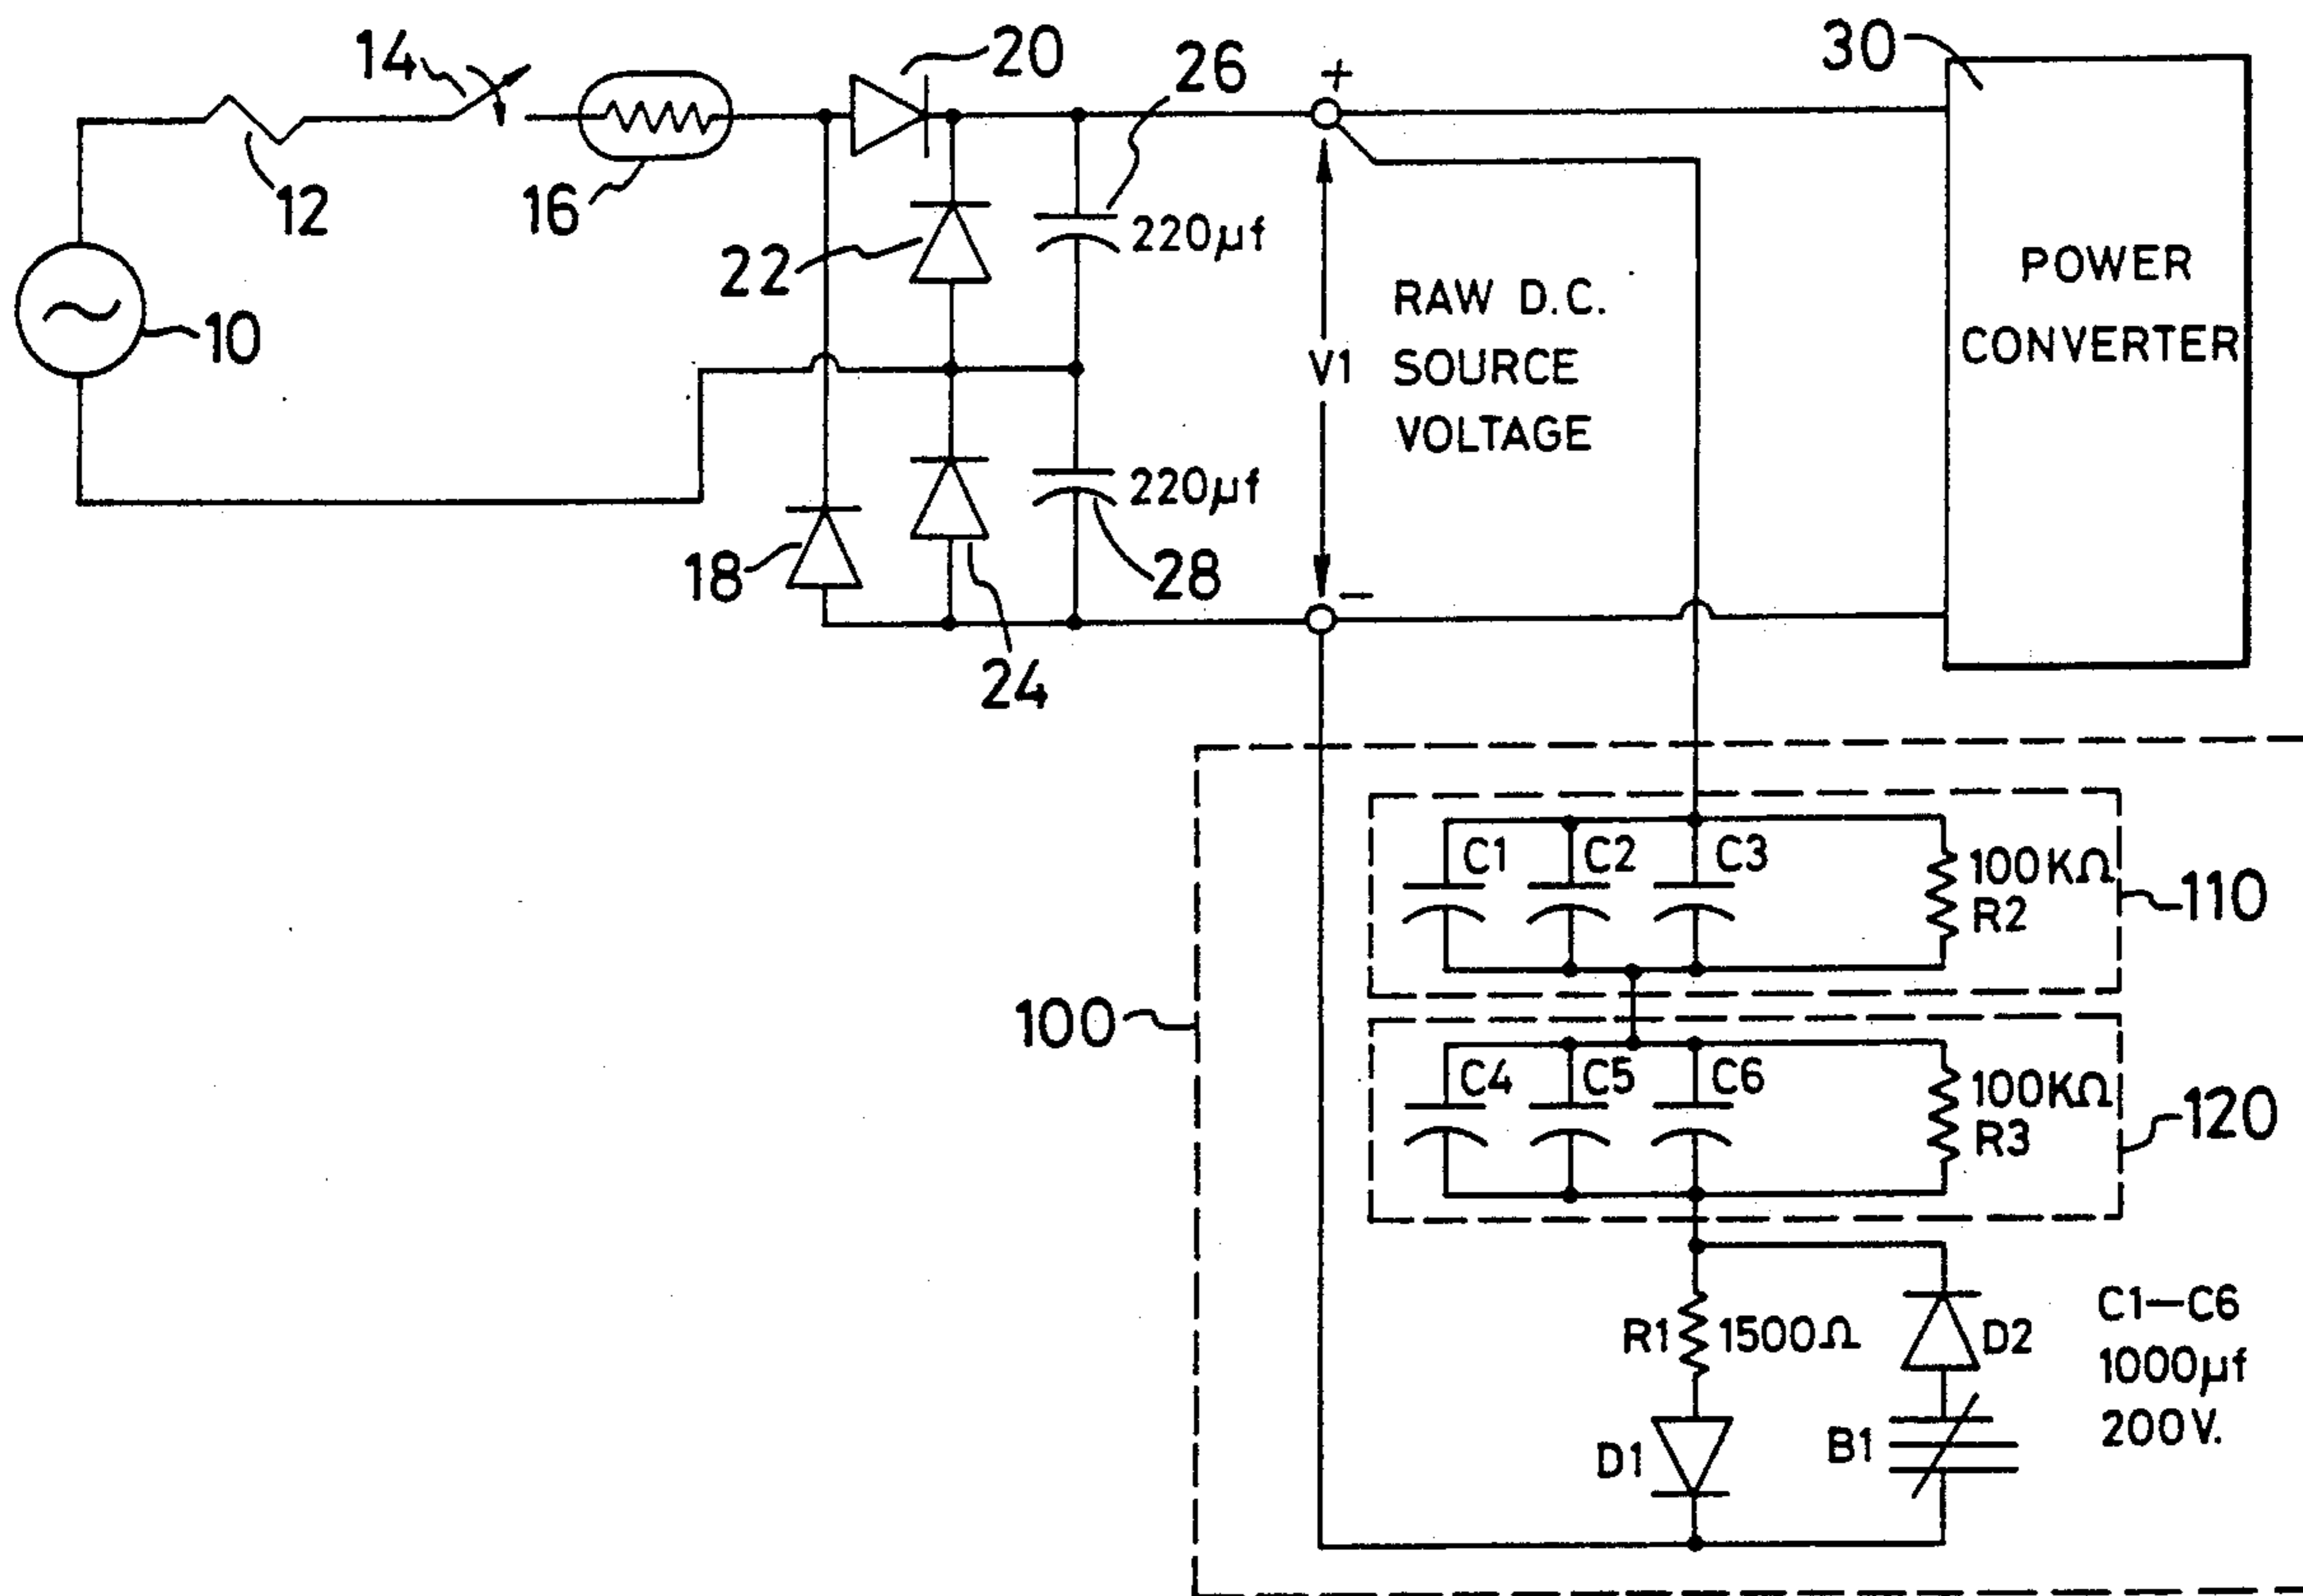 14
20
26
+
30
12
16
22
220µf
10
RAW D.C.
SOURCE
VOLTAGE
V1
POWER
CONVERTER
220µf
18
28
24
−
C1
C2
C3
100KΩ
R2
110
100
C4
C5
C6
100KΩ
R3
120
R1
1500Ω
D2
D1
B1
C1—C6
1000µf
200V.